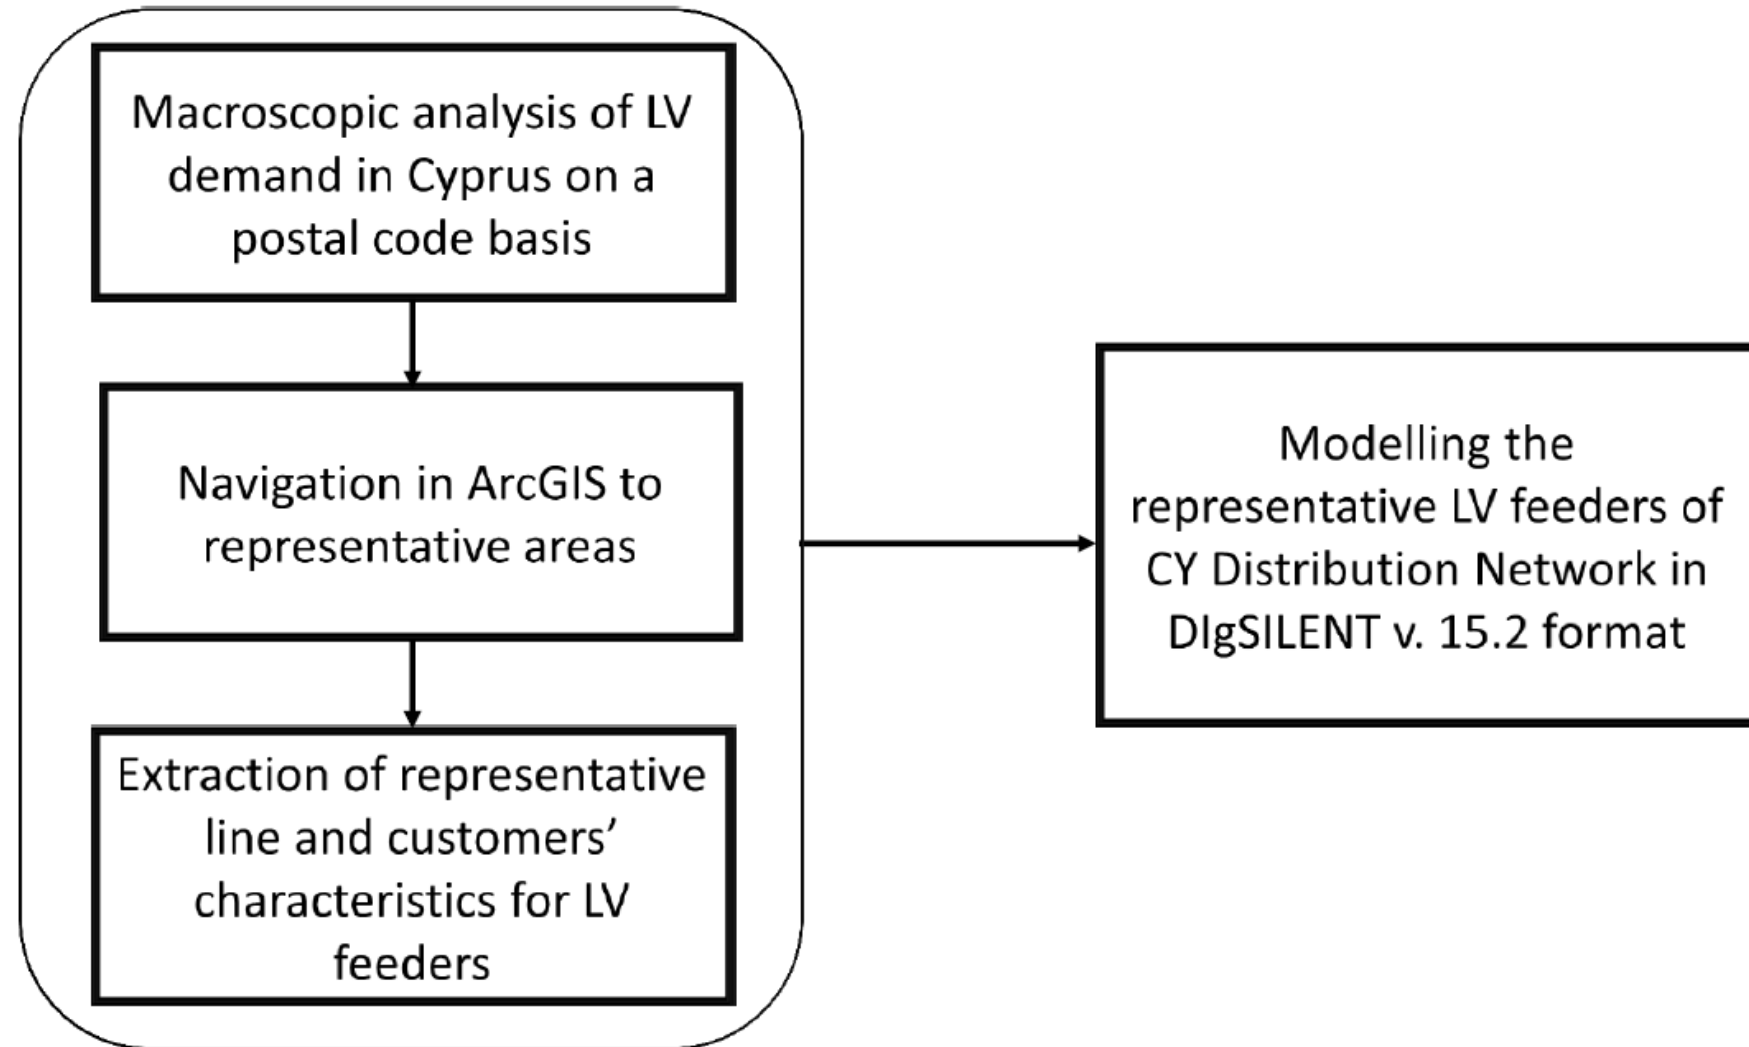 Macroscopic analysis of LV
demand in Cyprus on a
postal code basis
Navigation in ArcGIS to
representative areas
Extraction of representative
line and customers’
characteristics for LV
feeders
Modelling the
representative LV feeders of
CY Distribution Network in
DIgSILENT v. 15.2 format